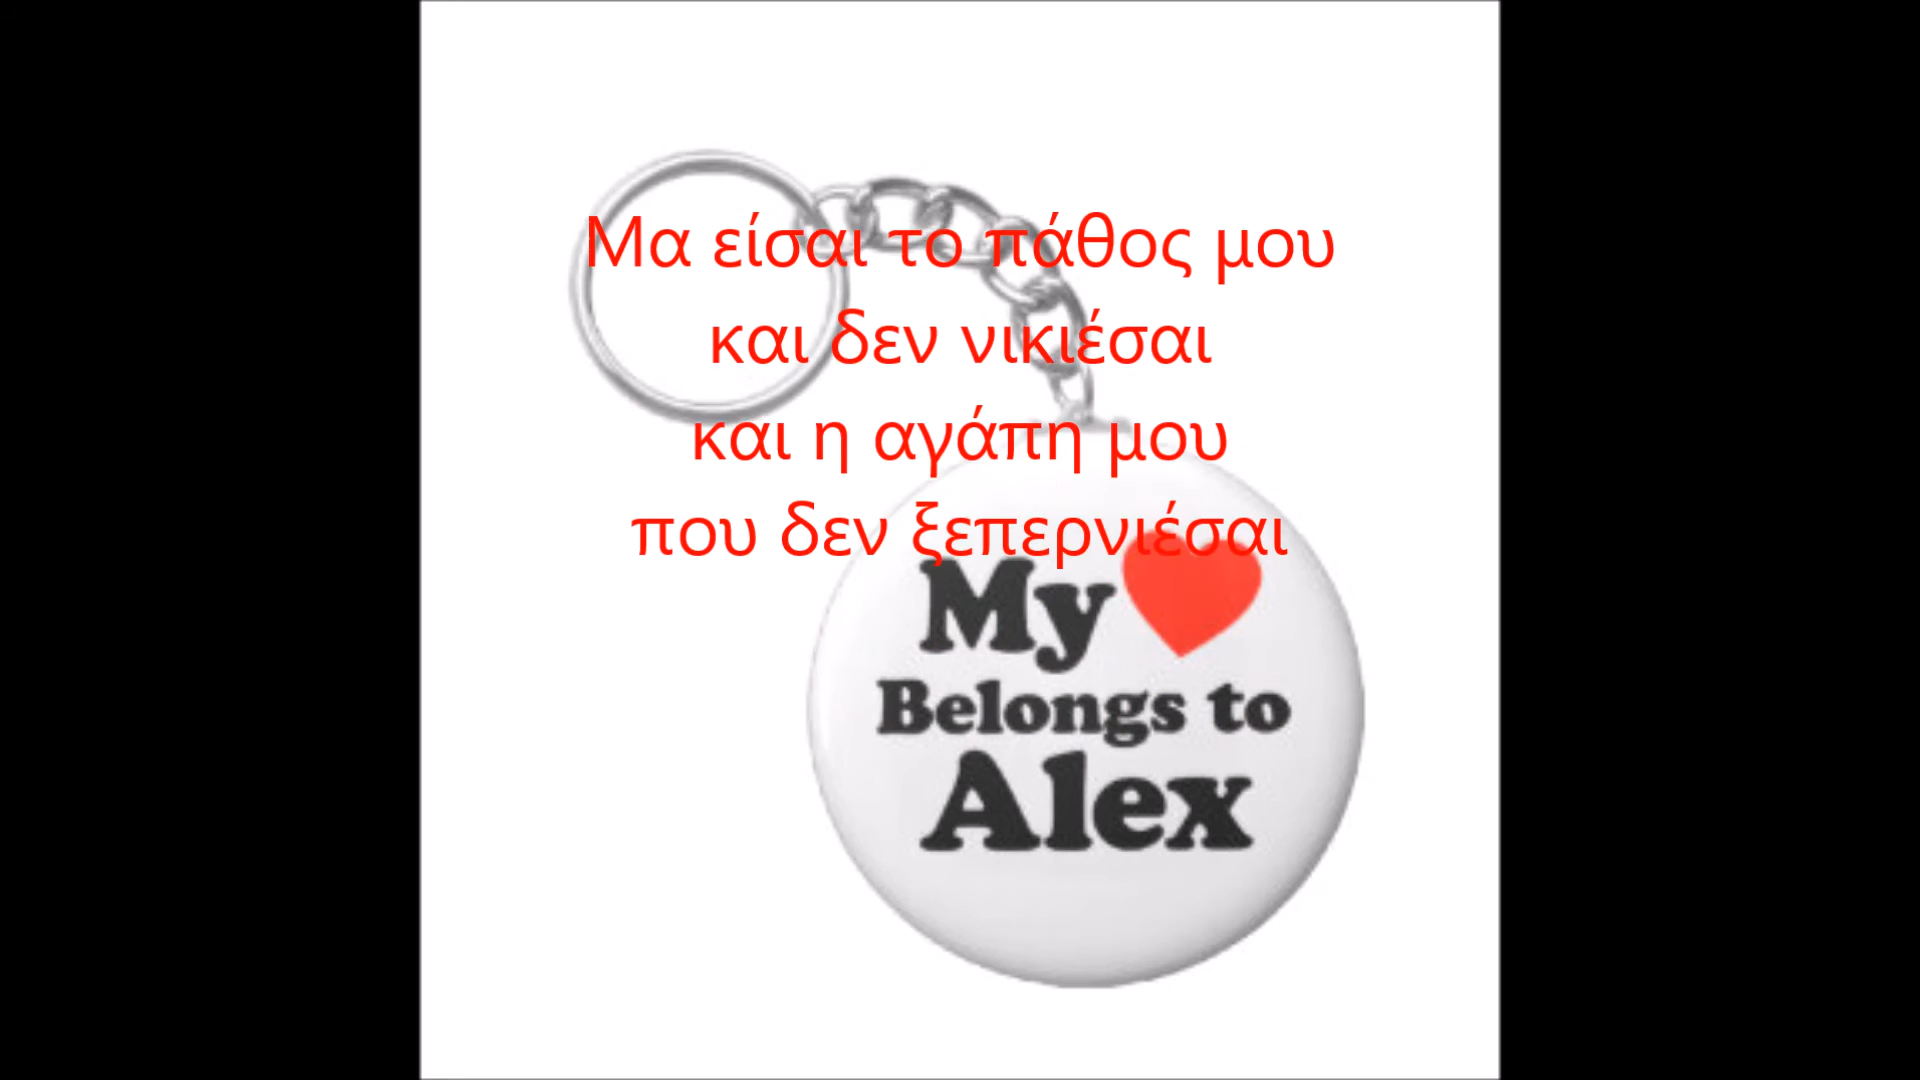 Μα είσαι το πάθος μου
και δεν νικιέσαι
και η αγάπη μου
που δεν ξεπερνιέσαι
My
Belongs to
Alex